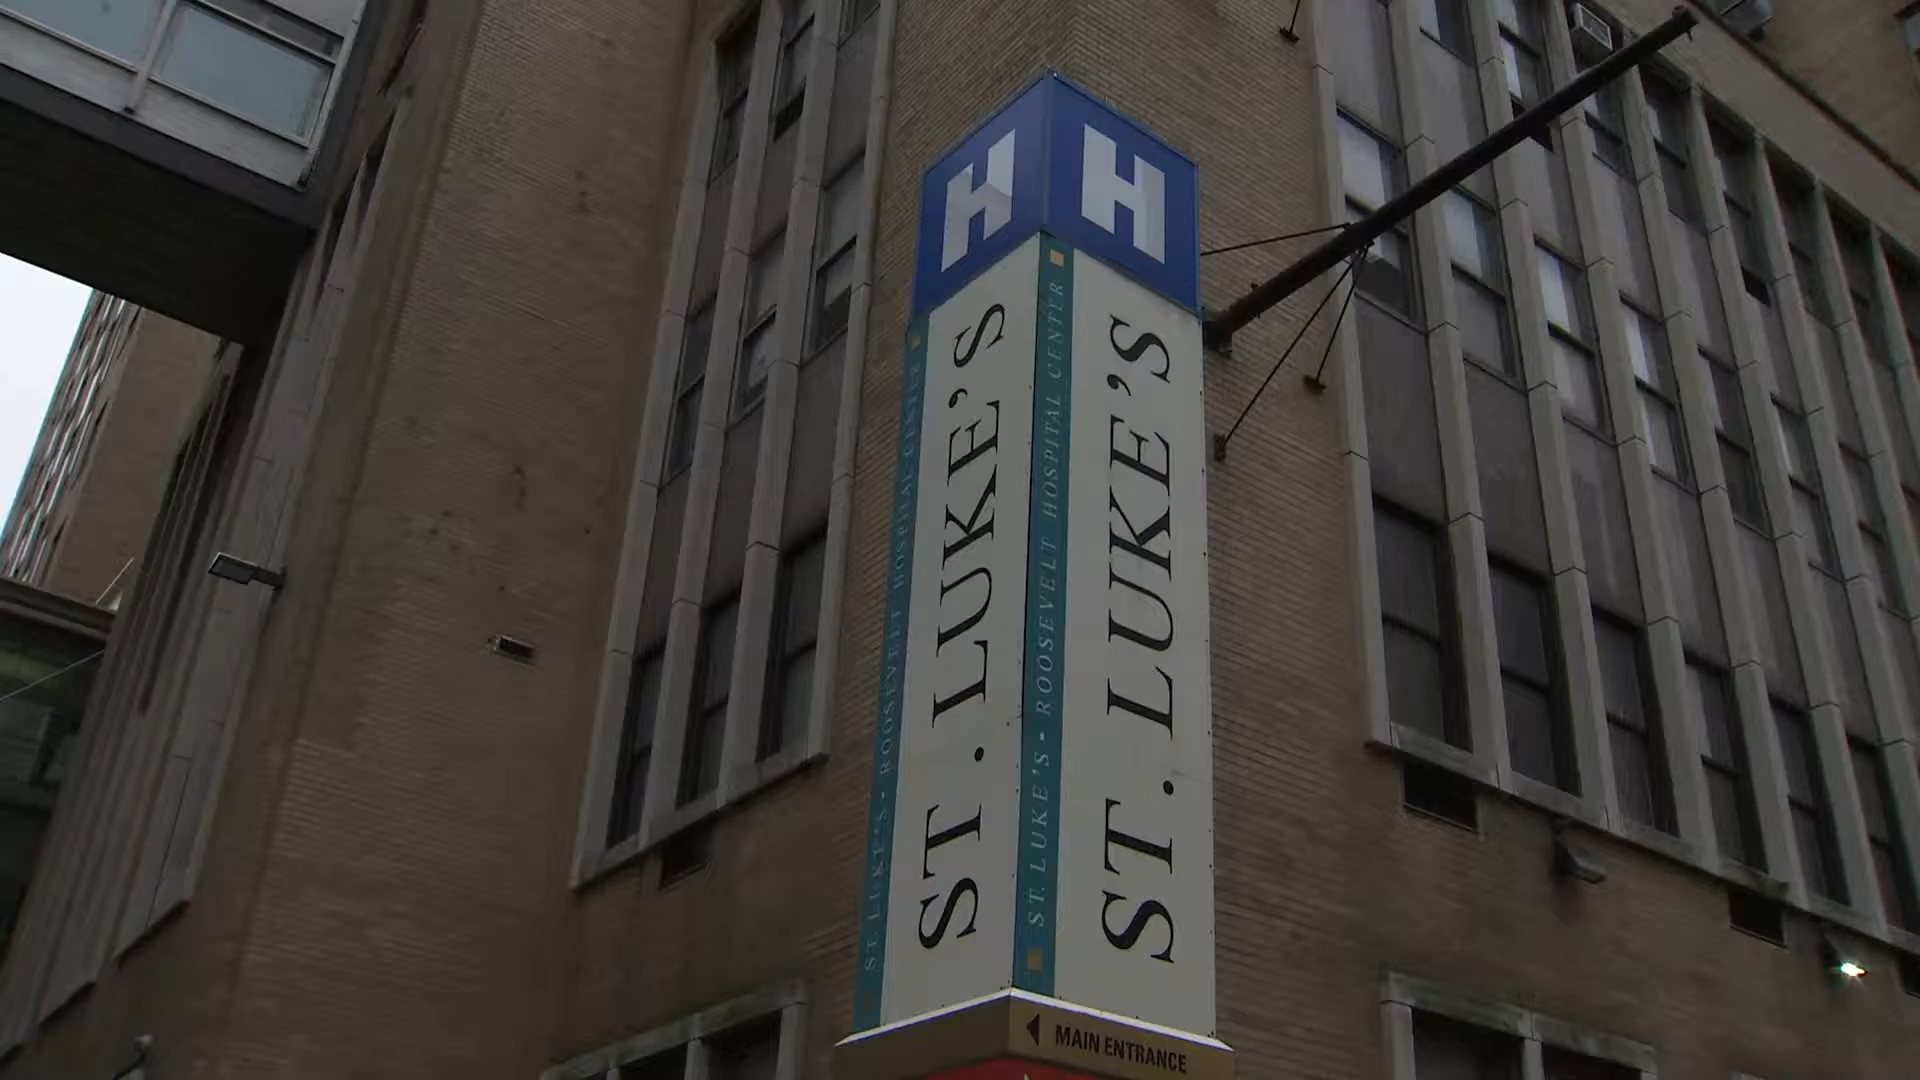 H
H
ST. LUKE'S
ST. LUKE'S - ROOSEVELT HOSPITAL CENTER
ST. LUKE'S
ST. LUKE'S - ROOSEVELT HOSPITAL CENTER
MAIN ENTRANCE